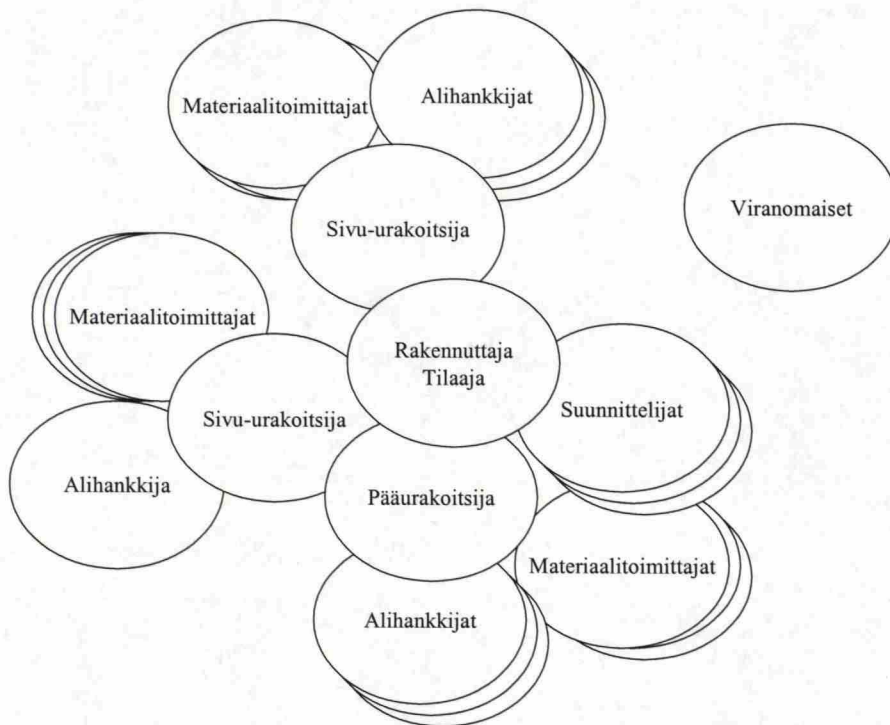 Materiaalitoimittajat
Alihankkijat
Viranomaiset
Sivu-urakoitsija
Materiaalitoimittajat
Rakennuttaja
Tilaaja
Sivu-urakoitsija
Suunnittelijat
Alihankkija
Pääurakoitsija
Materiaalitoimittajat
Alihankkijat